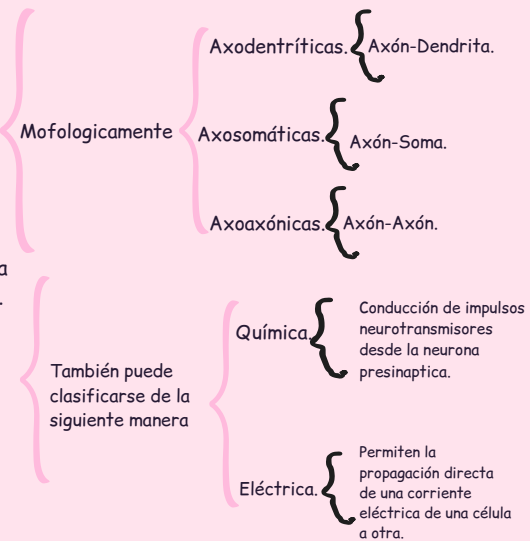 Mofologicamente
Axodentríticas.
Axón-Dendrita.
Axosomáticas.
Axón-Soma.
Axoaxónicas.
Axón-Axón.
a
.
También puede
clasificarse de la
siguiente manera
Química.
Conducción de impulsos
neurotransmisores
desde la neurona
presinaptica.
Eléctrica.
Permiten la
propagación directa
de una corriente
eléctrica de una célula
a otra.